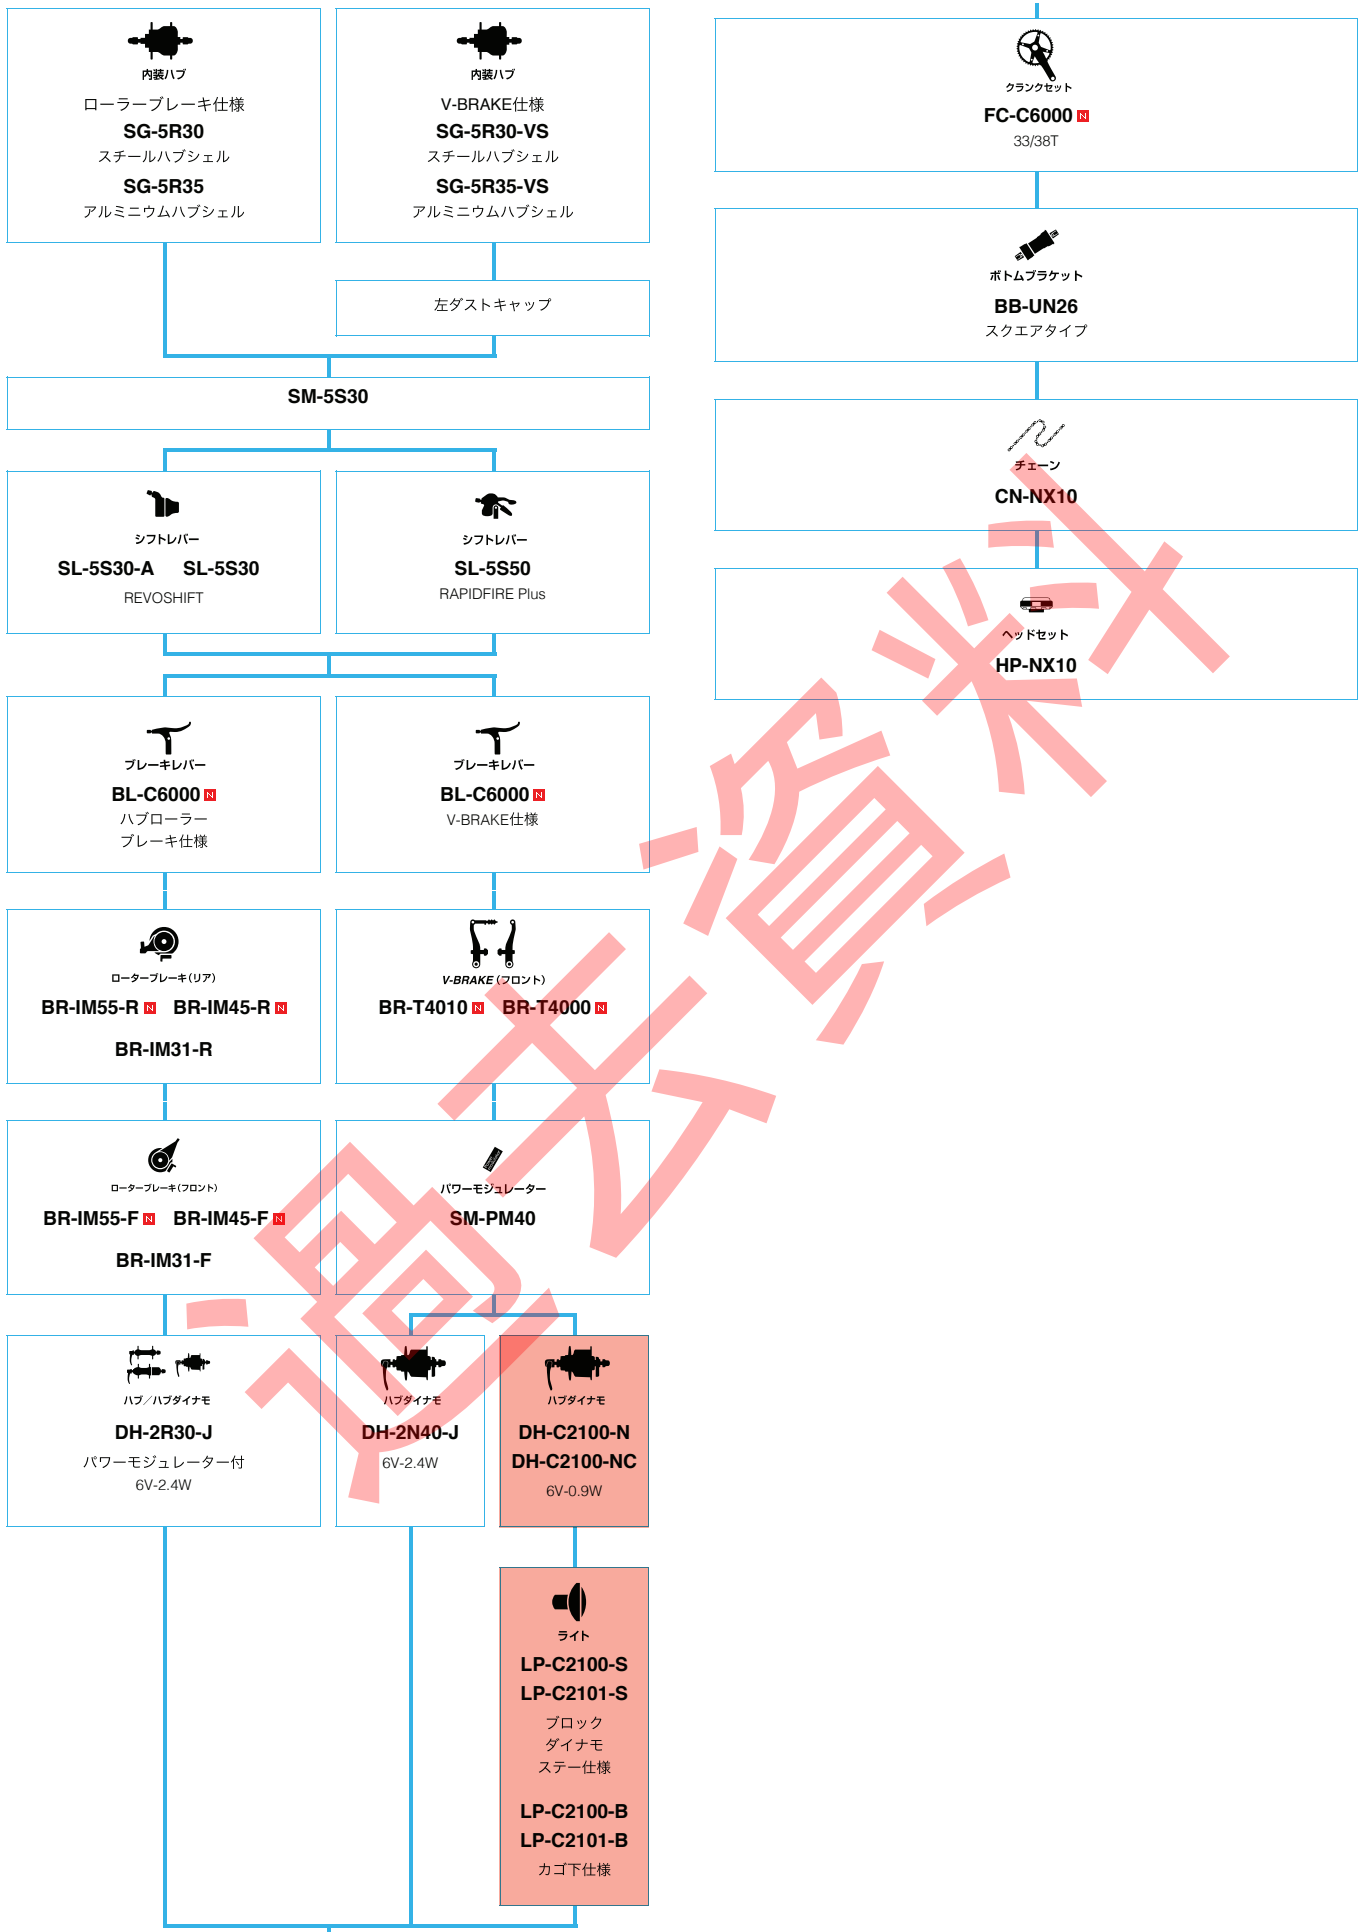 内装ハブ
ローラーブレーキ仕様
SG-5R30
スチールハブシェル
SG-5R35
アルミニウムハブシェル
内装ハブ
V-BRAKE仕様
SG-5R30-VS
スチールハブシェル
SG-5R35-VS
アルミニウムハブシェル
左ダストキャップ
SM-5S30
シフトレバー
SL-5S30-A SL-5S30
REVOSHIFT
シフトレバー
SL-5S50
RAPIDFIRE Plus
ブレーキレバー
BL-C6000 N
ハブローラー
ブレーキ仕様
ブレーキレバー
BL-C6000 N
V-BRAKE仕様
ローターブレーキ(リア)
BR-IM55-R N BR-IM45-R N
BR-IM31-R
V-BRAKE (フロント)
BR-T4010 N BR-T4000 N
ローターブレーキ(フロント)
BR-IM55-F N BR-IM45-F N
BR-IM31-F
パワーモジュレーター
SM-PM40
ハブ／ハブダイナモ
DH-2R30-J
パワーモジュレーター付
6V-2.4W
ハブダイナモ
DH-2N40-J
6V-2.4W
ハブダイナモ
DH-C2100-N
DH-C2100-NC
6V-0.9W
ライト
LP-C2100-S
LP-C2101-S
ブロック
ダイナモ
ステー仕様
LP-C2100-B
LP-C2101-B
カゴ下仕様
クランクセット
FC-C6000 N
33/38T
ボトムブラケット
BB-UN26
スクエアタイプ
チェーン
CN-NX10
ヘッドセット
HP-NX10
過去資料